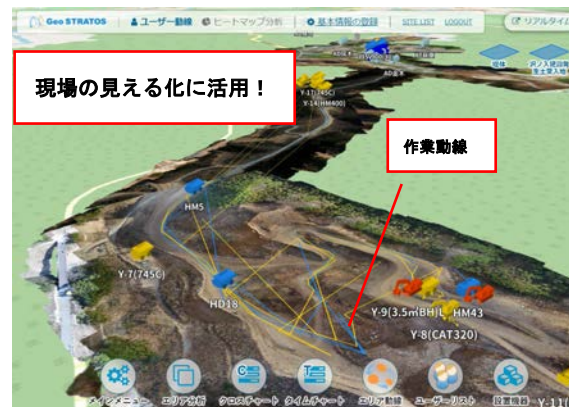 Geo STRATOS
ユーザー動線
ヒートマップ分析
基本情報の登録
SITE LIST
LOGOUT
リアルタイム
現場の見える化に活用!
作業動線
Y-17(745C)
Y-14(HM400)
HM5
Y-7(745C)
HD18
Y-9(3.5㎥BH)L
HM43
Y-8(CAT320)
メインメニュー
エリア分析
クロスチャート
タイムチャート
エリア動線
ユーザーリスト
設置機器
Y-11(